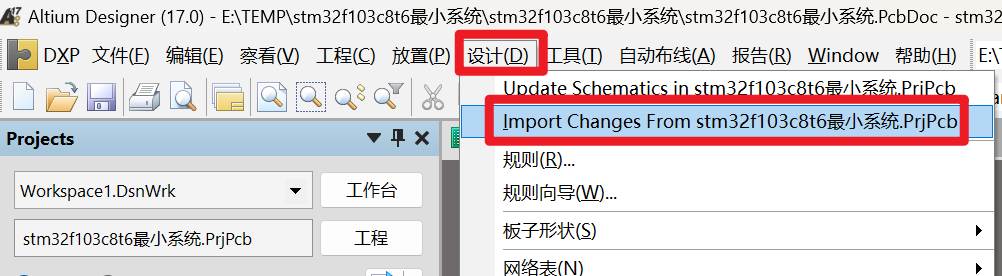 Altium Designer (17.0) - E:\TEMP\stm32f103c8t6最小系统\stm32f103c8t6最小系统\stm32f103c8t6最小系统.PcbDoc - stm32
DXP 文件(F) 编辑(E) 察看(V) 工程(C) 放置(P) 设计(D) 工具(T) 自动布线(A) 报告(R) Window 帮助(H) E:\T
Update Schematics in stm32f103c8t6最小系统.PrjPcb
Import Changes From stm32f103c8t6最小系统.PrjPcb
Projects
规则(R)...
Workspace1.DsnWrk 工作台
规则向导(W)...
stm32f103c8t6最小系统.PrjPcb 工程
板子形状(S)
网络表(N)